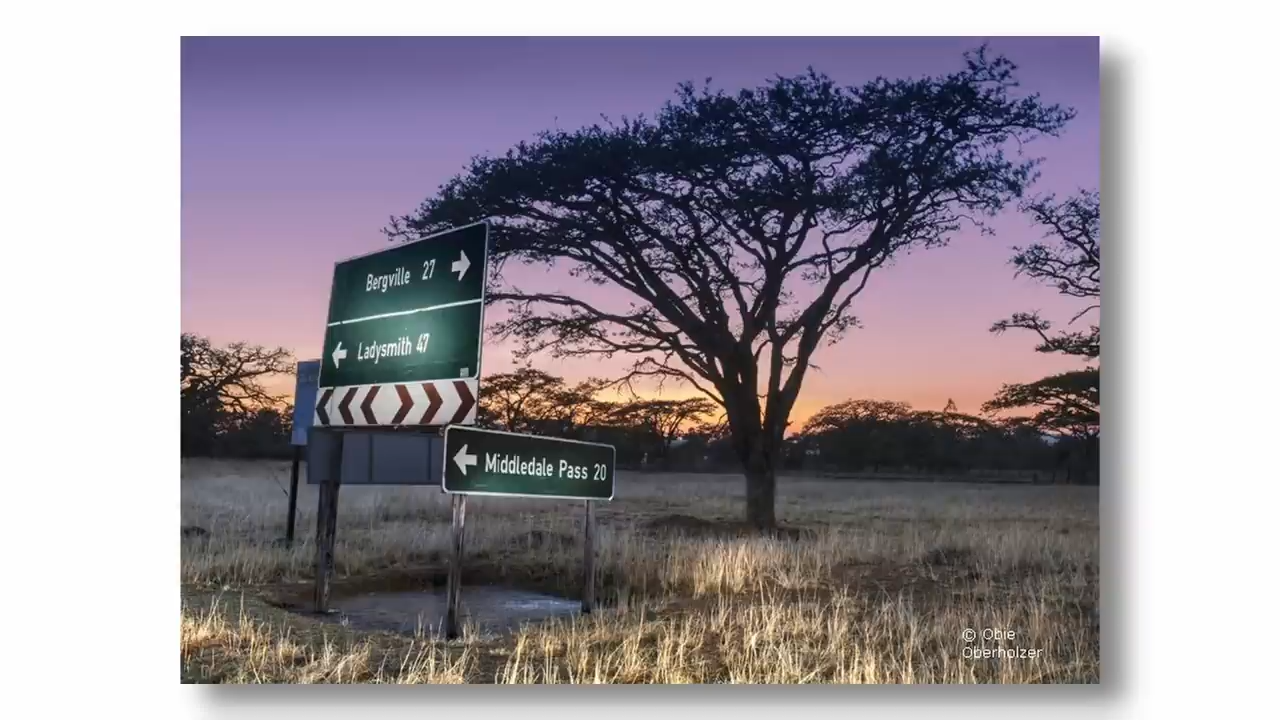 Bergville 27
Ladysmith 47
Middledale Pass 20
© Obie
Oberholzer